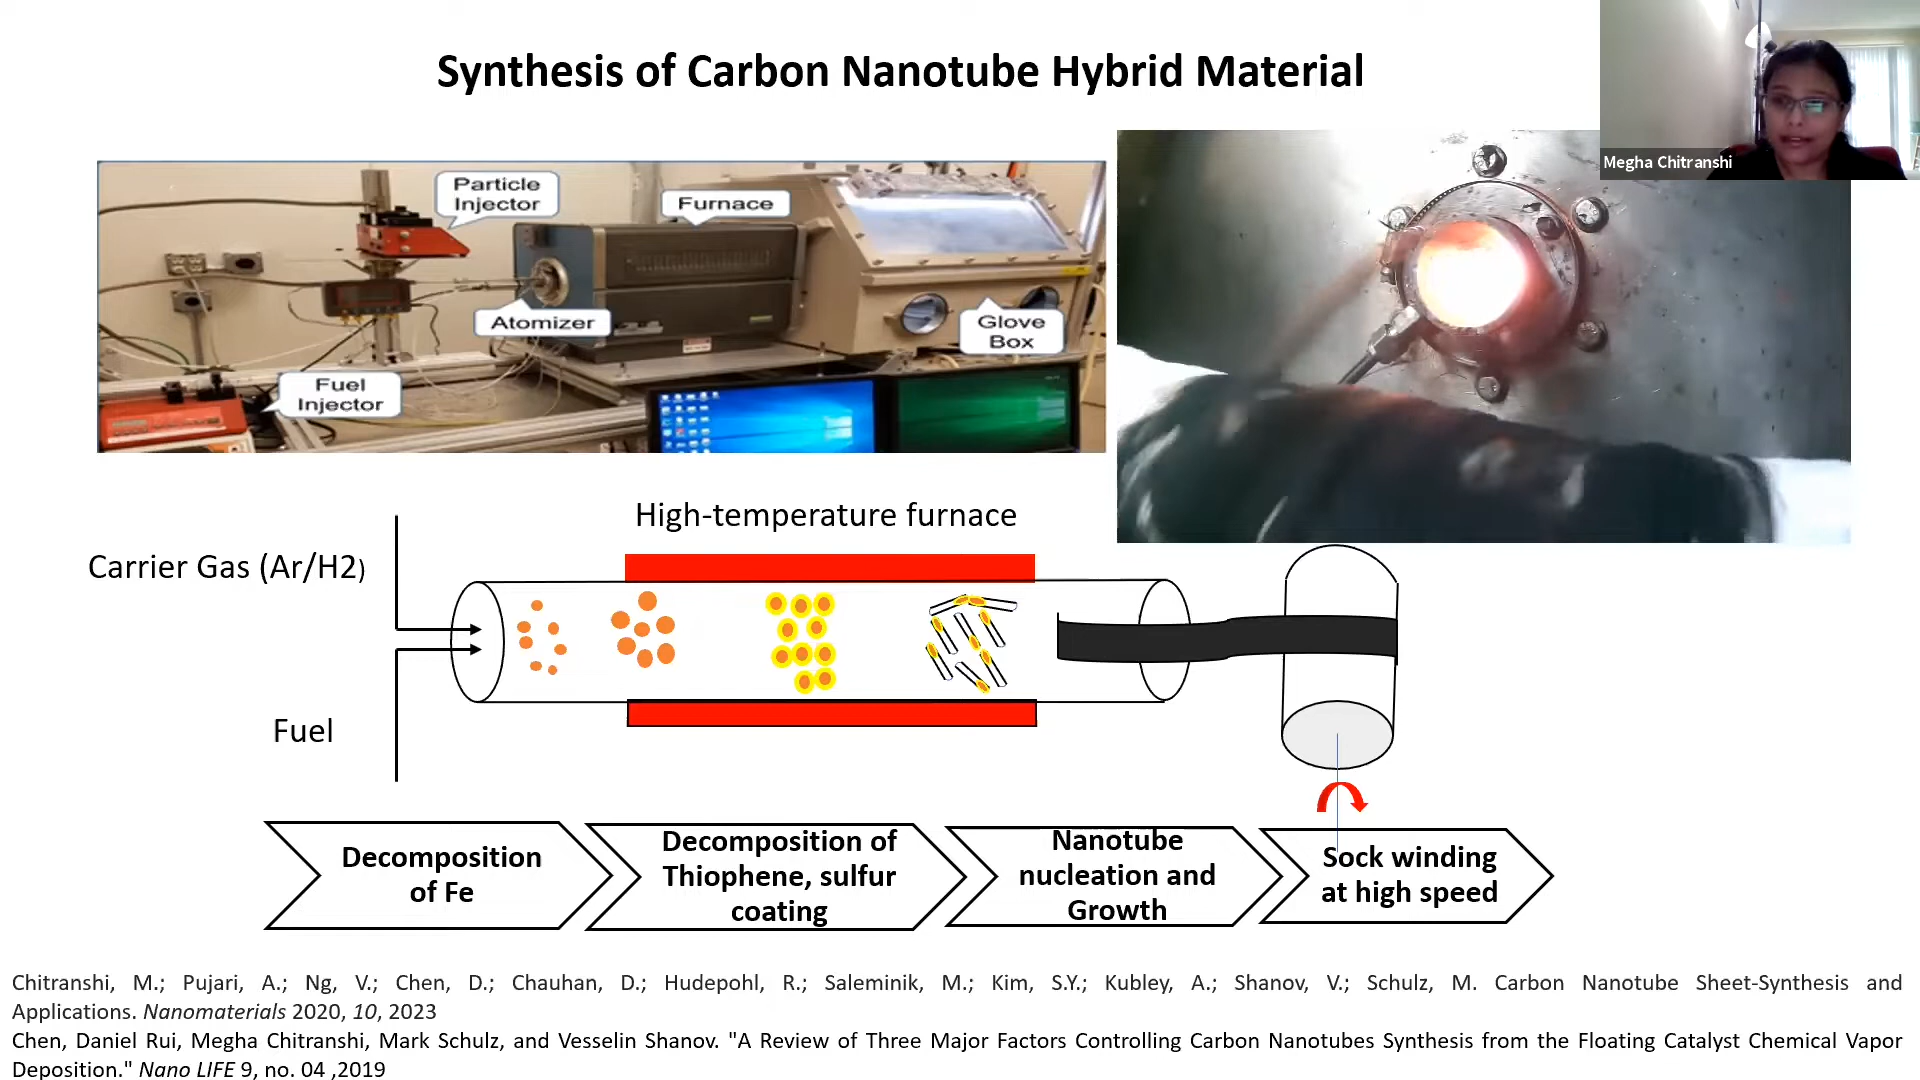 Synthesis of Carbon Nanotube Hybrid Material
Megha Chitranshi
Particle
Injector
Furnace
Atomizer
Glove
Box
Fuel
Injector
High-temperature furnace
Carrier Gas (Ar/H2)
Fuel
Decomposition
of Fe
Decomposition of
Thiophene, sulfur
coating
Nanotube
nucleation and
Growth
Sock winding
at high speed
Chitranshi, M.; Pujari, A.; Ng, V.; Chen, D.; Chauhan, D.; Hudepohl, R.; Saleminik, M.; Kim, S.Y.; Kubley, A.; Shanov, V.; Schulz, M. Carbon Nanotube Sheet-Synthesis and
Applications. Nanomaterials 2020, 10, 2023
Chen, Daniel Rui, Megha Chitranshi, Mark Schulz, and Vesselin Shanov. "A Review of Three Major Factors Controlling Carbon Nanotubes Synthesis from the Floating Catalyst Chemical Vapor
Deposition." Nano LIFE 9, no. 04 ,2019